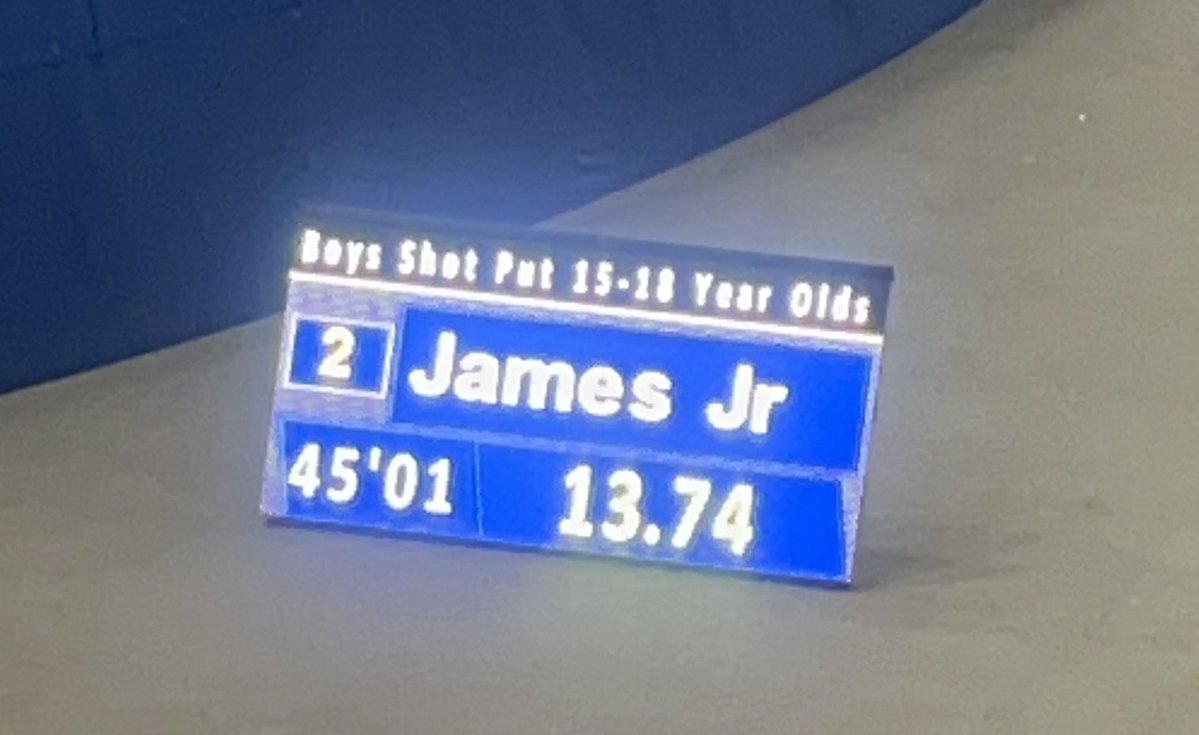 Boys Shot Put 15-18 Year Olds
2 James Jr
45'01 13.74